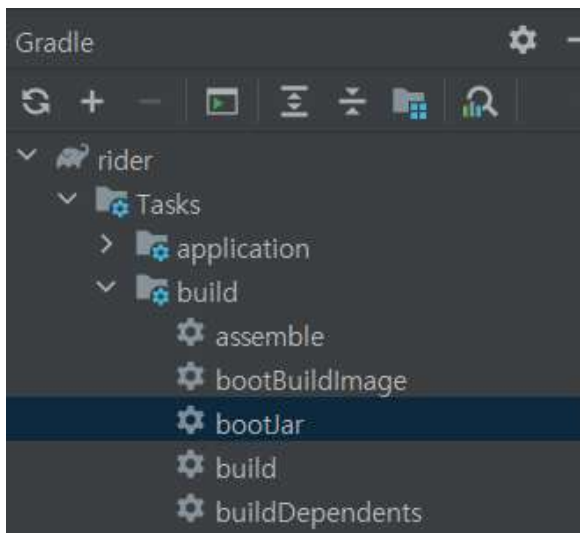 Gradle
rider
Tasks
application
build
assemble
bootBuildImage
bootJar
build
buildDependents